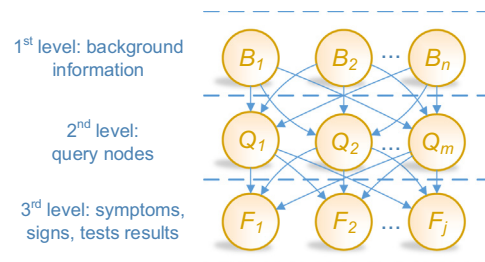 1st level: background
information
B1 B2 ... Bn
2nd level:
query nodes
Q1 Q2 ... Qm
3rd level: symptoms,
signs, tests results
F1 F2 ... Fj